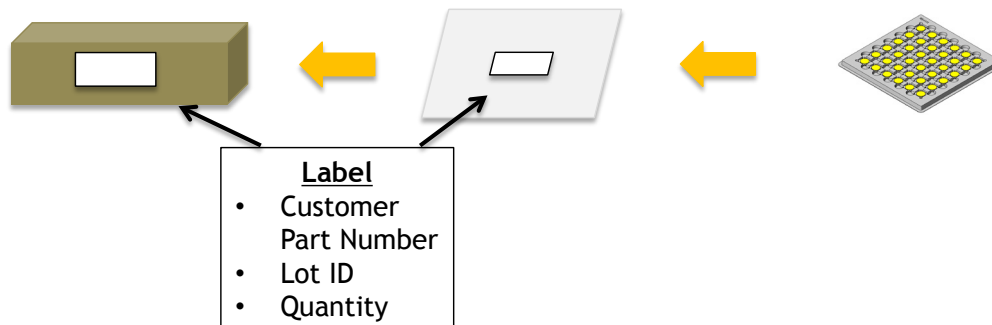 Label
• Customer
Part Number
• Lot ID
• Quantity